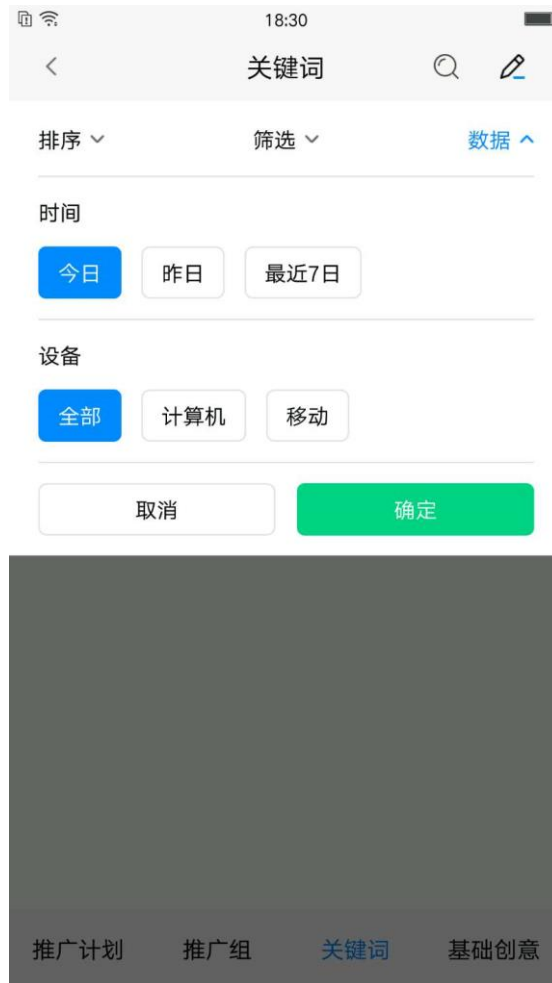 18:30
关键词
排序 筛选 数据
时间
今日 昨日 最近7日
设备
全部 计算机 移动
取消 确定
推广计划 推广组 关键词 基础创意